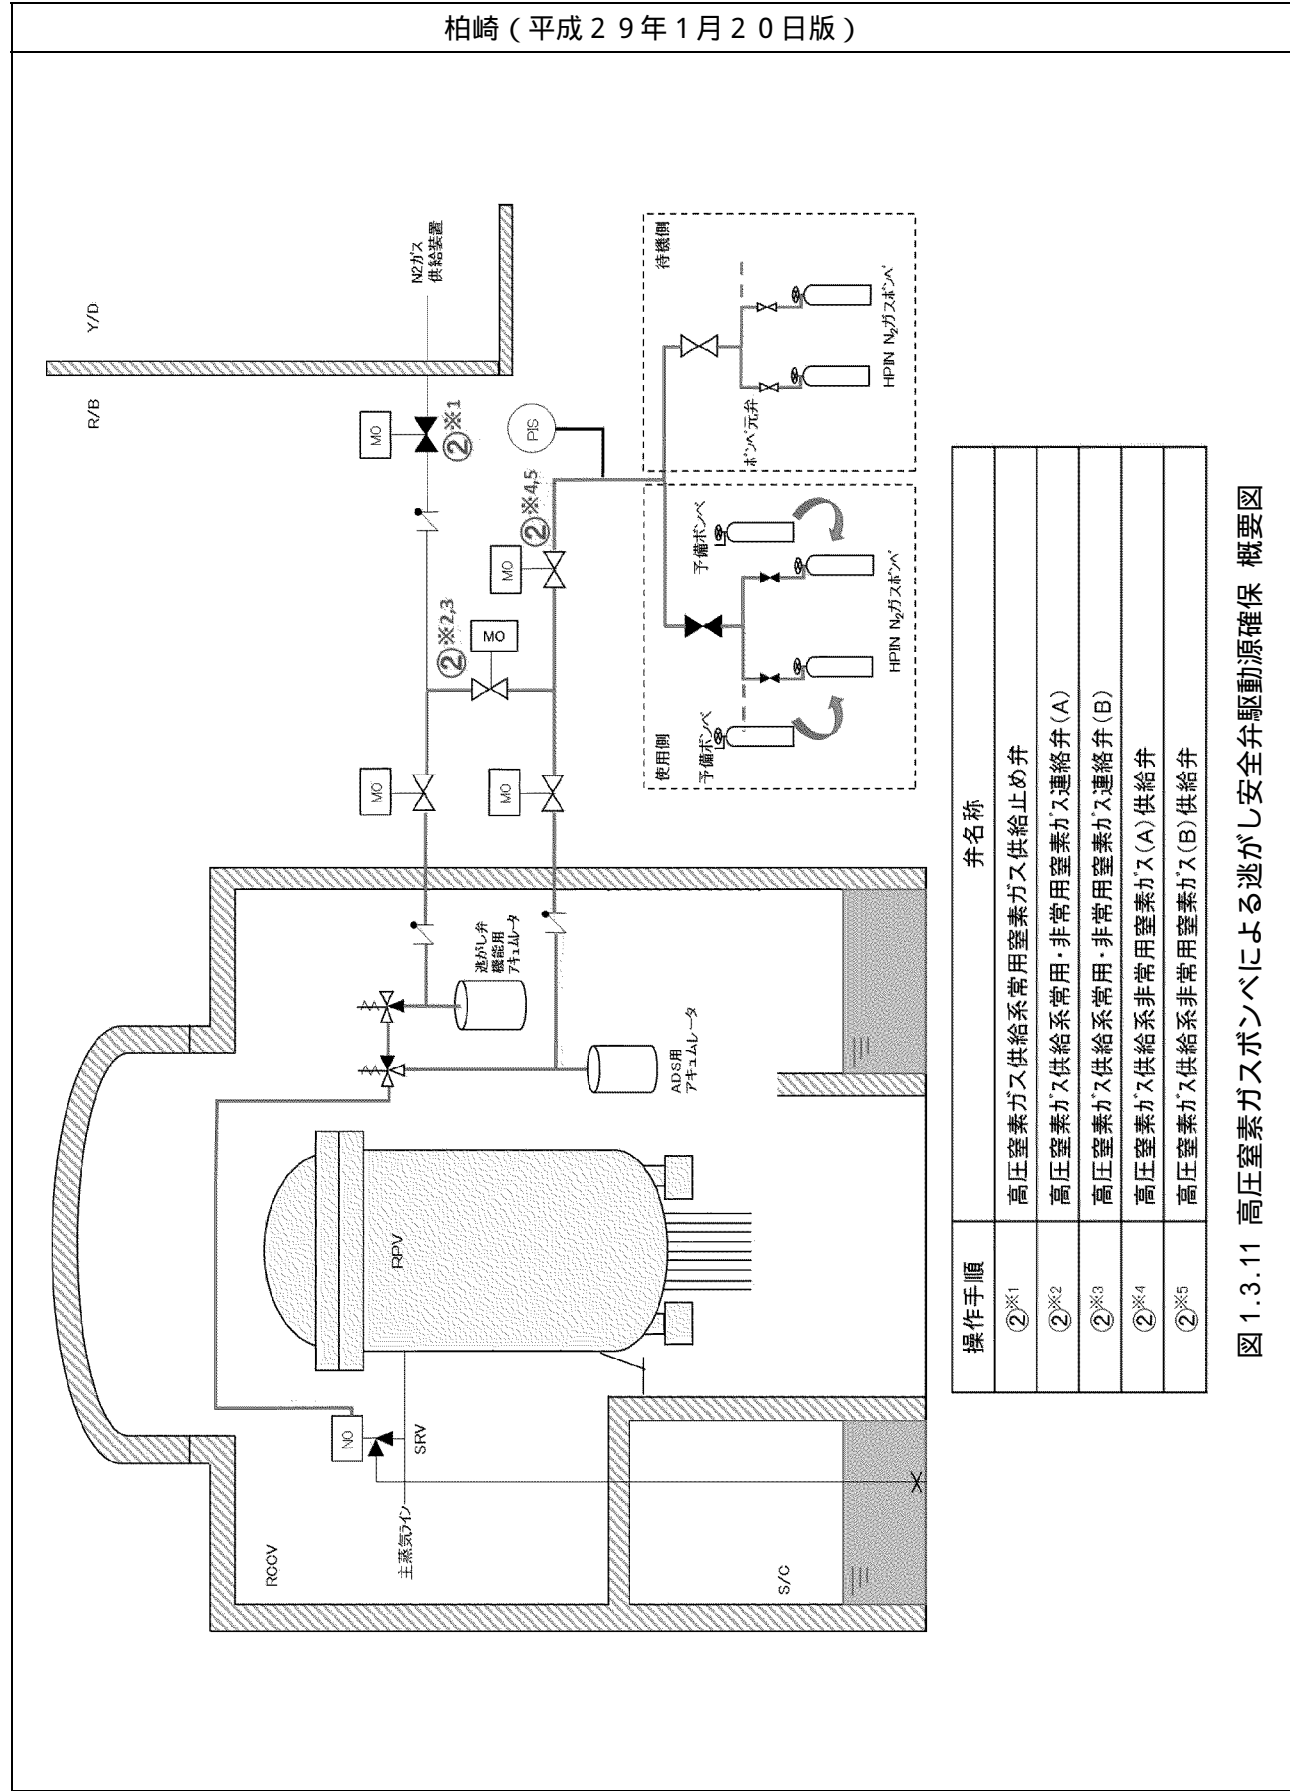 柏崎(平成29年1月20日版)
R/B
Y/D
N2ガス
供給装置
MO
②※1
PIS
MO
②※4,5
②※2,3
MO
MO
MO
待機側
ボンベ元弁
HPIN N₂ガスボンベ
使用側
予備ボンベ
予備ボンベ
HPIN N₂ガスボンベ
逃がし弁
機能用
アキュムレータ
ADS用
アキュムレータ
RPV
NO
SRV
主蒸気ライン
RCCV
S/C
操作手順 弁名称
②※1 高圧窒素ガス供給系常用窒素ガス供給止め弁
②※2 高圧窒素ガス供給系常用・非常用窒素ガス連絡弁(A)
②※3 高圧窒素ガス供給系常用・非常用窒素ガス連絡弁(B)
②※4 高圧窒素ガス供給系非常用窒素ガス(A)供給弁
②※5 高圧窒素ガス供給系非常用窒素ガス(B)供給弁
図1.3.11 高圧窒素ガスボンベによる逃がし安全弁駆動源確保 概要図